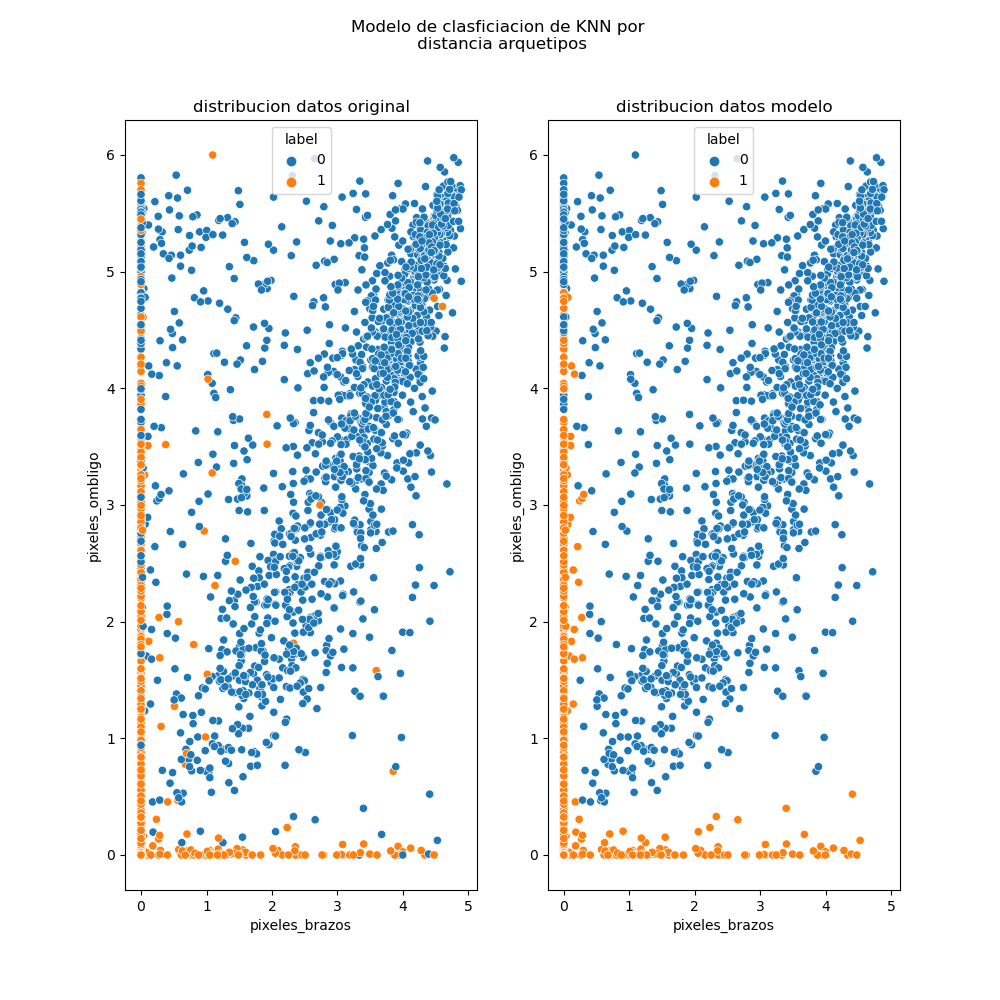 Modelo de clasficiacion de KNN por
distancia arquetipos
distribucion datos original
label
0
1
6
5
4
3
2
1
0
pixeles_ombligo
0 1 2 3 4 5
pixeles_brazos
distribucion datos modelo
label
0
1
6
5
4
3
2
1
0
pixeles_ombligo
0 1 2 3 4 5
pixeles_brazos